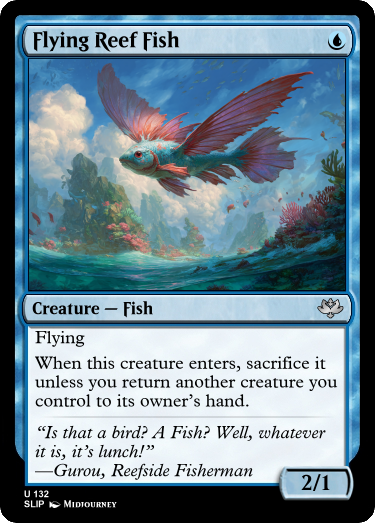 Flying Reef Fish
Creature — Fish
Flying
When this creature enters, sacrifice it
unless you return another creature you
control to its owner's hand.
"Is that a bird? A Fish? Well, whatever
it is, it's lunch!"
—Gurou, Reefside Fisherman
2/1
U 132
SLIP Midjourney